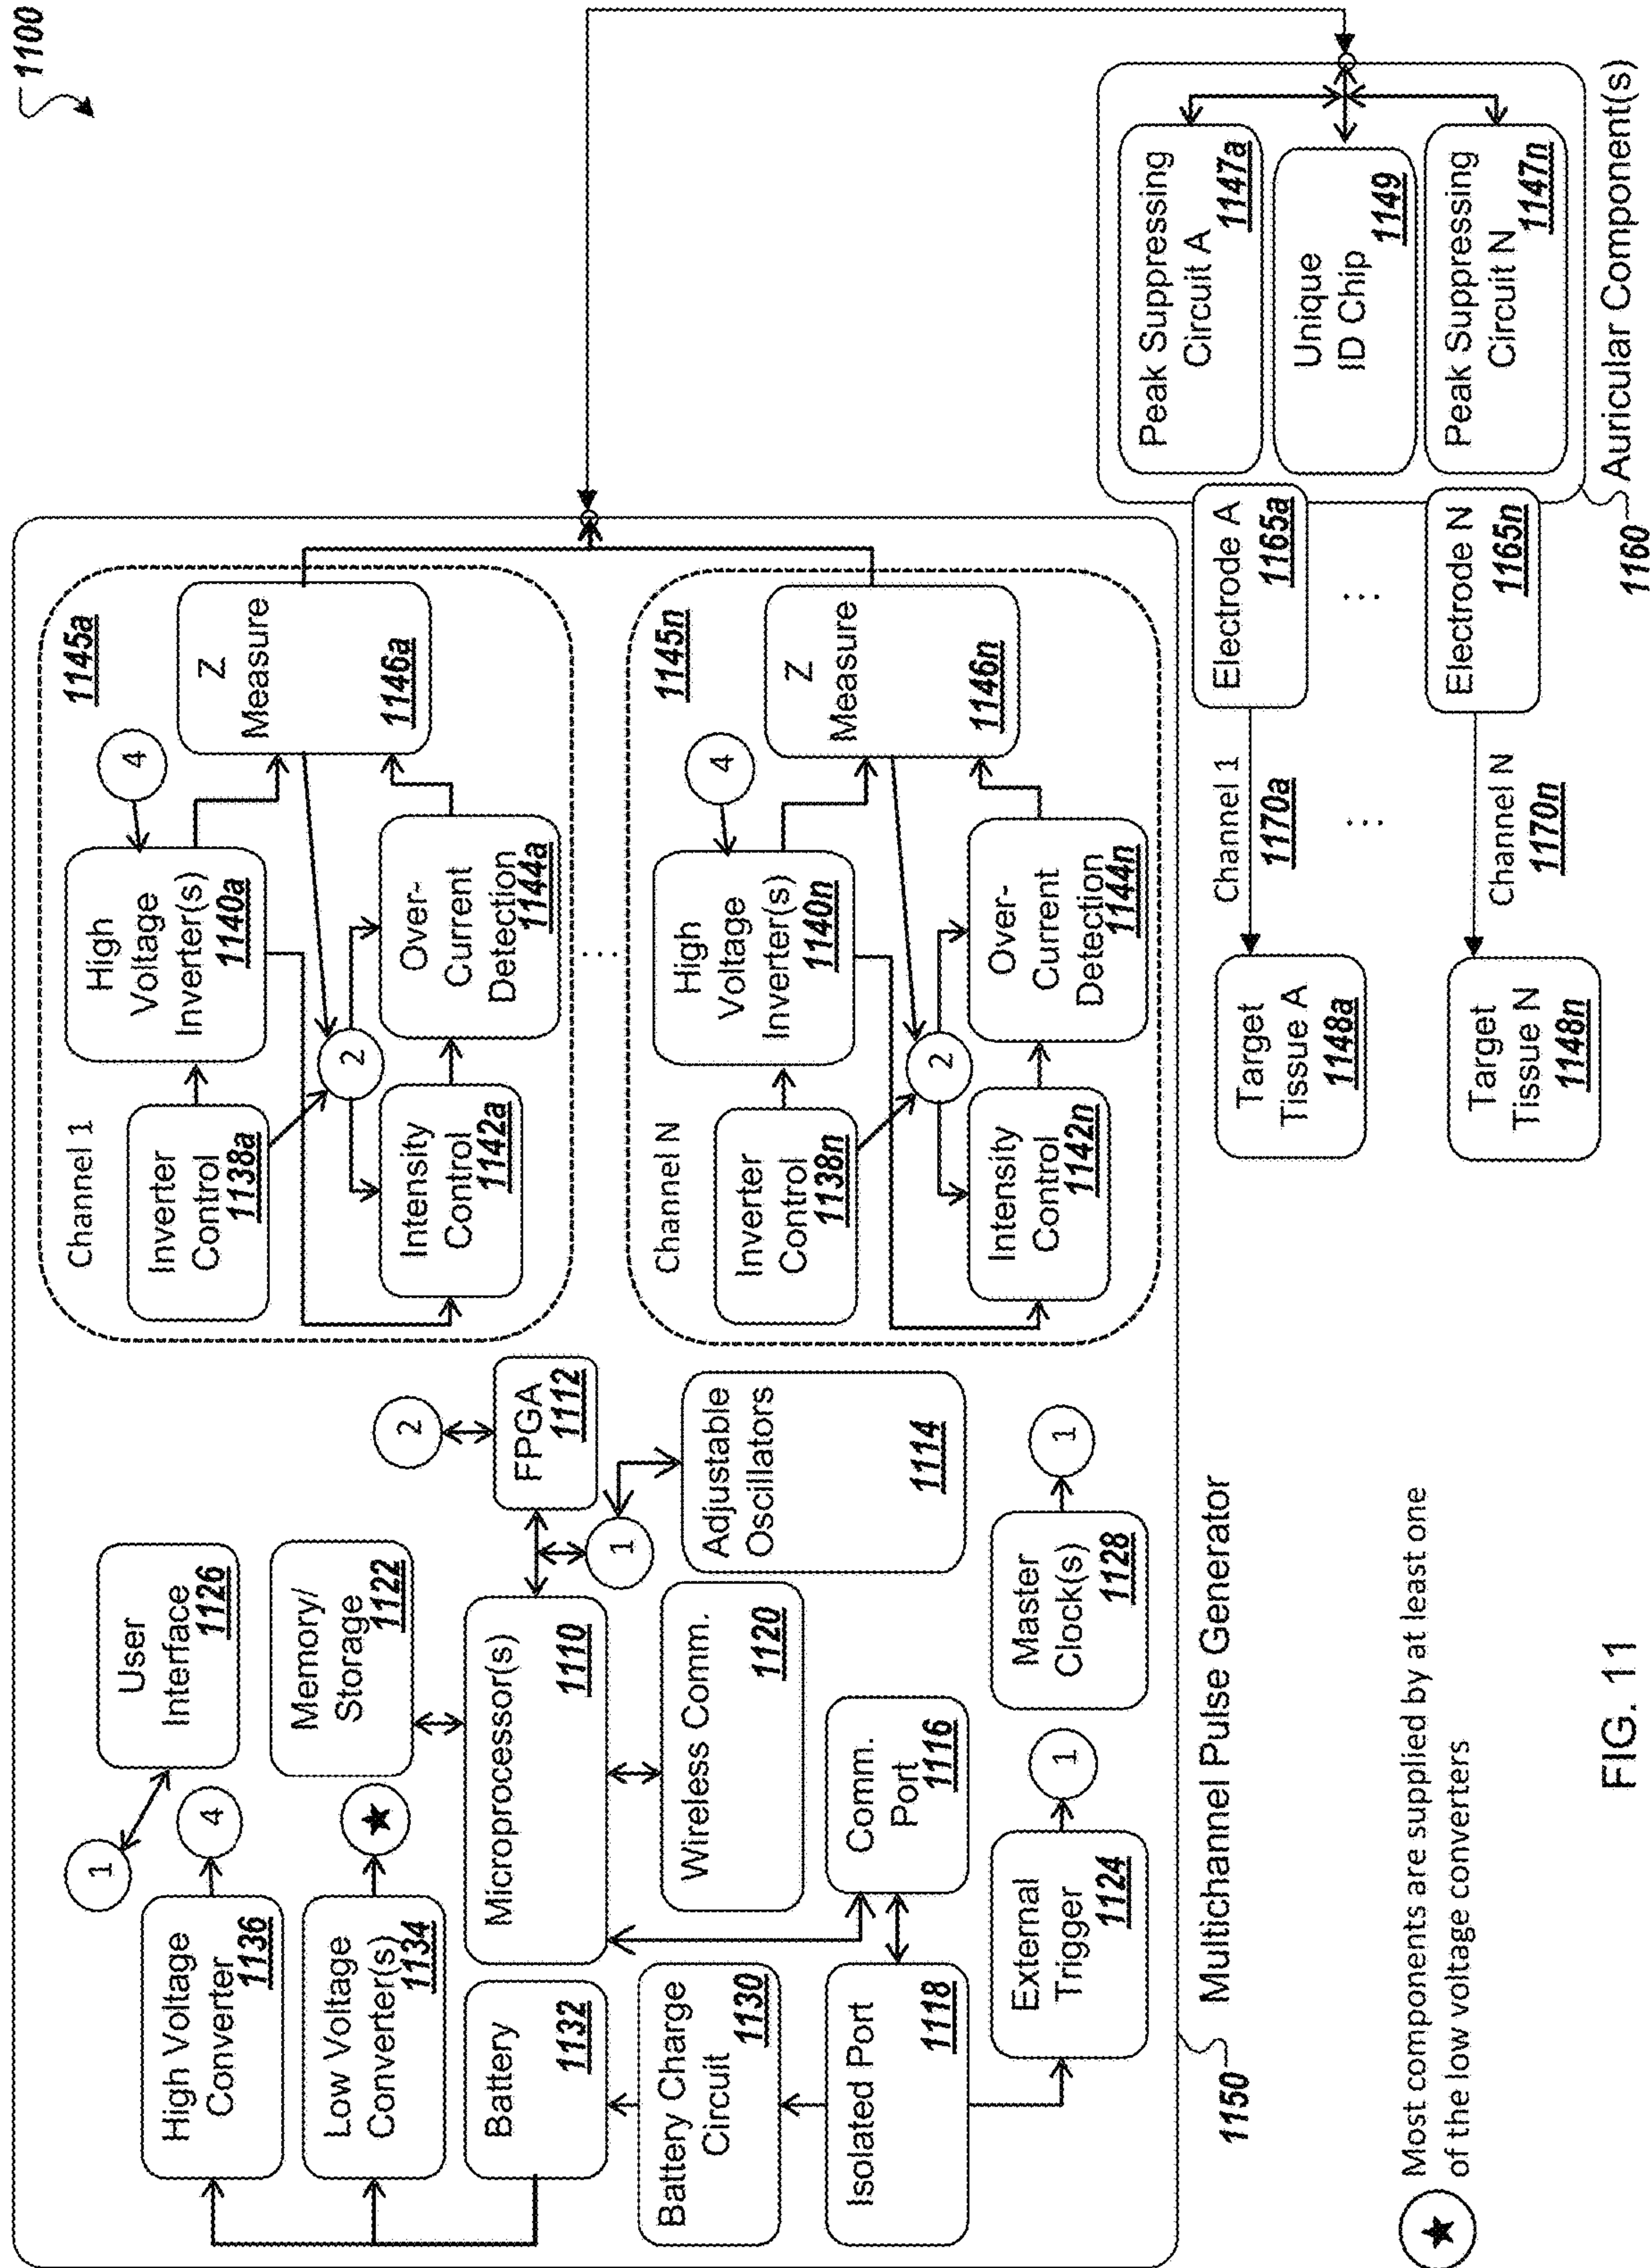 1100
1
User
Interface
1126
4
High Voltage
Converter
1136
Memory/
Storage
1122
★
Low Voltage
Converter(s)
1134
Battery
1132
Microprocessor(s)
1110
FPGA
1112
2
1
Battery Charge
Circuit
1130
Wireless Comm.
1120
Adjustable
Oscillators
1114
Isolated Port
1118
Comm.
Port
1116
External
Trigger
1124
1
Master
Clock(s)
1128
1
Channel 1
1145a
Inverter
Control
1138a
High
Voltage
Inverter(s)
1140a
4
Z
Measure
1146a
2
Intensity
Control
1142a
Over-
Current
Detection
1144a
...
Channel N
1145n
Inverter
Control
1138n
High
Voltage
Inverter(s)
1140n
4
Z
Measure
1146n
2
Intensity
Control
1142n
Over-
Current
Detection
1144n
1150
Multichannel Pulse Generator
Target
Tissue A
1148a
Channel 1
1170a
Electrode A
1165a
...
...
Target
Tissue N
1148n
Channel N
1170n
Electrode N
1165n
Peak Suppressing
Circuit A
1147a
Unique
ID Chip
1149
Peak Suppressing
Circuit N
1147n
1160
Auricular Component(s)
★ Most components are supplied by at least one
of the low voltage converters
FIG. 11